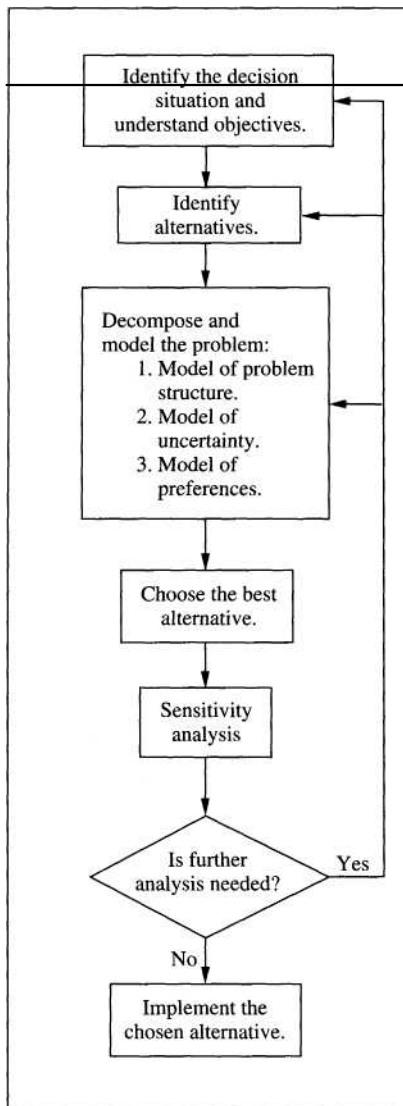 Identify the decision
situation and
understand objectives.
Identify
alternatives.
Decompose and
model the problem:
1. Model of problem
structure.
2. Model of
uncertainty.
3. Model of
preferences.
Choose the best
alternative.
Sensitivity
analysis
Is further
analysis needed?
Yes
No
Implement the
chosen alternative.